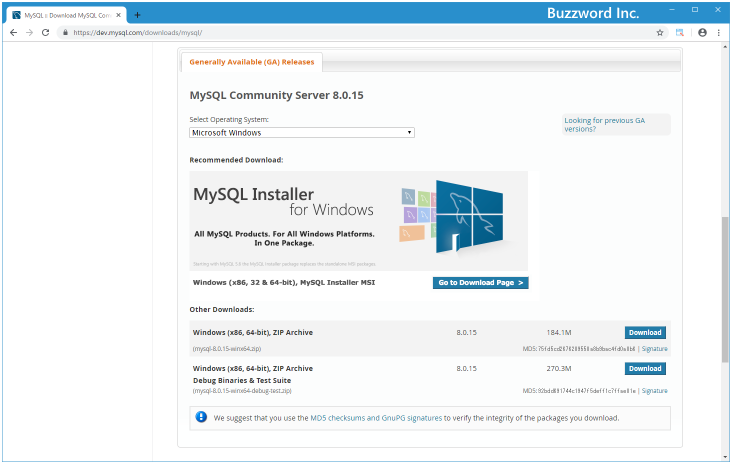 Buzzword Inc.
MySQL :: Download MySQL Com
https://dev.mysql.com/downloads/mysql/
Generally Available (GA) Releases
MySQL Community Server 8.0.15
Select Operating System:
Microsoft Windows
Looking for previous GA
versions?
Recommended Download:
MySQL Installer
for Windows
All MySQL Products. For All Windows Platforms.
In One Package.
Starting with MySQL 5.6 the MySQL Installer package replaces the standalone MSI packages.
Windows (x86, 32 & 64-bit), MySQL Installer MSI
Go to Download Page >
Other Downloads:
Windows (x86, 64-bit), ZIP Archive 8.0.15 184.1M Download
(mysql-8.0.15-winx64.zip) MD5: | Signature
Windows (x86, 64-bit), ZIP Archive 8.0.15 270.3M Download
Debug Binaries & Test Suite
(mysql-8.0.15-winx64-debug-test.zip) MD5: | Signature
We suggest that you use the MD5 checksums and GnuPG signatures to verify the integrity of the packages you download.